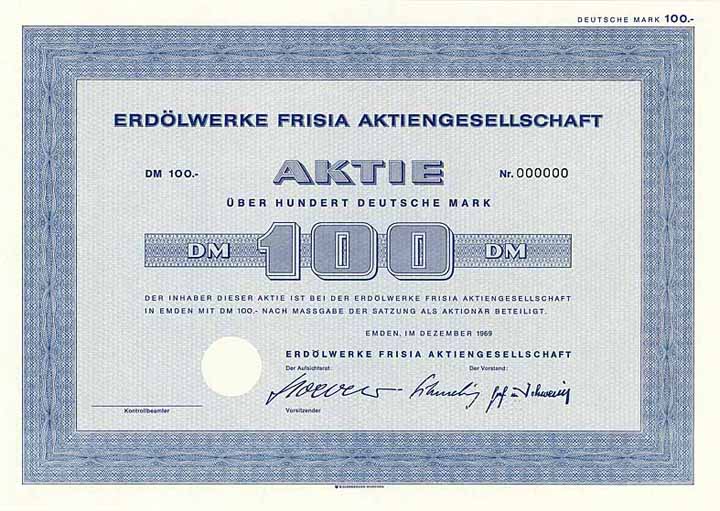 DEUTSCHE MARK 100.-
ERDÖLWERKE FRISIA AKTIENGESELLSCHAFT
AKTIE
DM 100.- Nr. 000000
ÜBER HUNDERT DEUTSCHE MARK
DM 100 DM
DER INHABER DIESER AKTIE IST BEI DER ERDÖLWERKE FRISIA AKTIENGESELLSCHAFT
IN EMDEN MIT DM 100.- NACH MASSGABE DER SATZUNG ALS AKTIONÄR BETEILIGT.
EMDEN, IM DEZEMBER 1969
ERDÖLWERKE FRISIA AKTIENGESELLSCHAFT
Der Aufsichtsrat: Der Vorstand:
Kontrollbeamter Vorsitzender